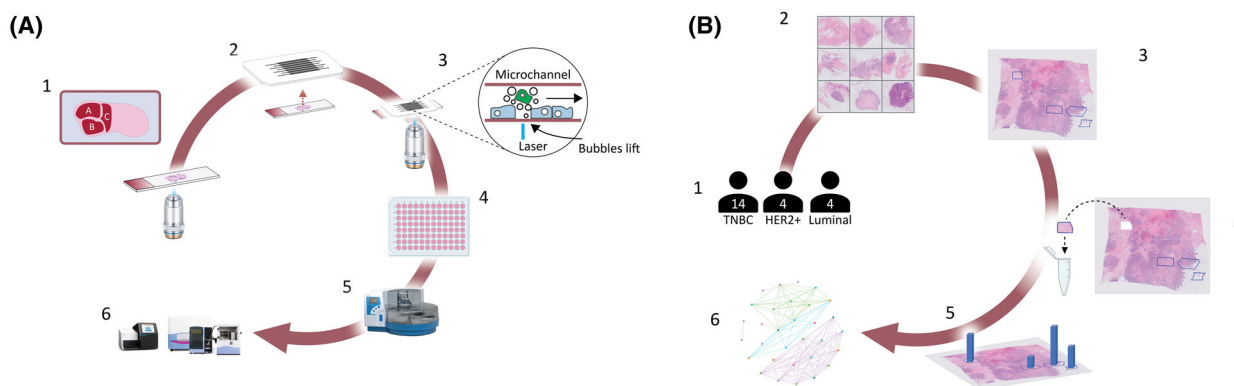 (A)
1
A
B
C
2
3
Microchannel
Laser
Bubbles lift
4
5
6
(B)
1
14
4
4
TNBC
HER2+
Luminal
2
3
5
6